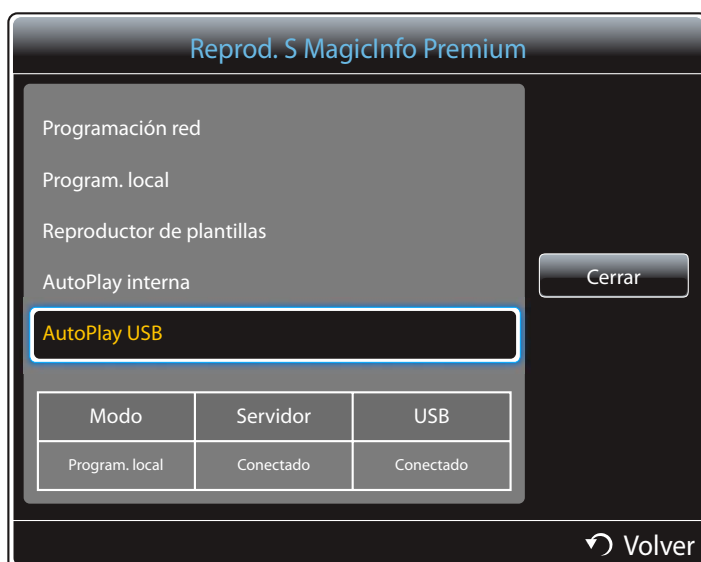 Reprod. S MagicInfo Premium
Programación red
Program. local
Reproductor de plantillas
AutoPlay interna
Cerrar
AutoPlay USB
Modo Servidor USB
Program. local Conectado Conectado
Volver